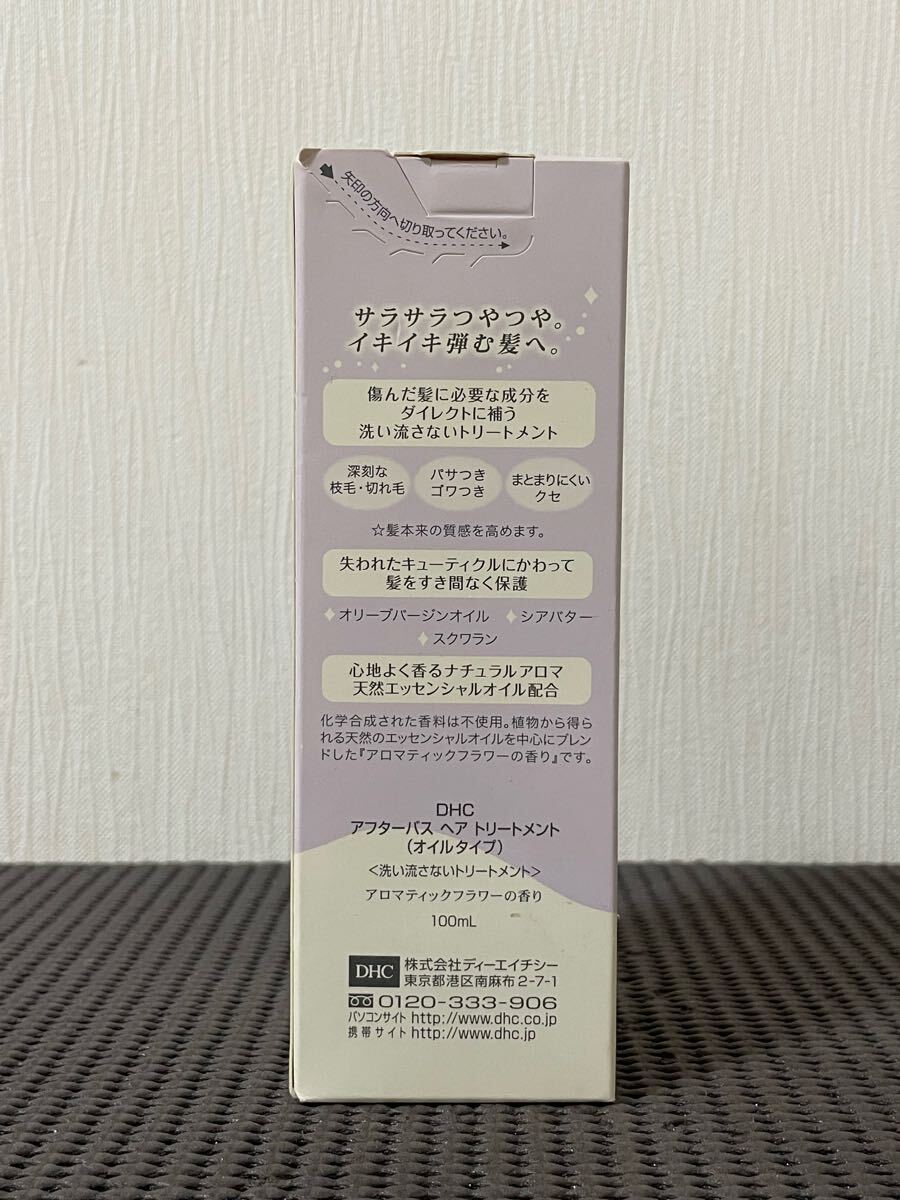 矢印の方向へ切り取ってください。
サラサラつやつや。
イキイキ弾む髪へ。
傷んだ髪に必要な成分を
ダイレクトに補う
洗い流さないトリートメント
深刻な
枝毛・切れ毛
パサつき
ゴワつき
まとまりにくい
クセ
☆髪本来の質感を高めます。
失われたキューティクルにかわって
髪をすき間なく保護
オリーブバージンオイル シアバター
スクワラン
心地よく香るナチュラルアロマ
天然エッセンシャルオイル配合
化学合成された香料は不使用。植物から得ら
れる天然のエッセンシャルオイルを中心にブレン
ドした『アロマティックフラワーの香り』です。
DHC
アフターバス ヘア トリートメント
(オイルタイプ)
<洗い流さないトリートメント>
アロマティックフラワーの香り
100mL
DHC 株式会社ディーエイチシー
東京都港区南麻布2-7-1
0120-333-906
パソコンサイト http://www.dhc.co.jp
携帯サイト http://www.dhc.jp